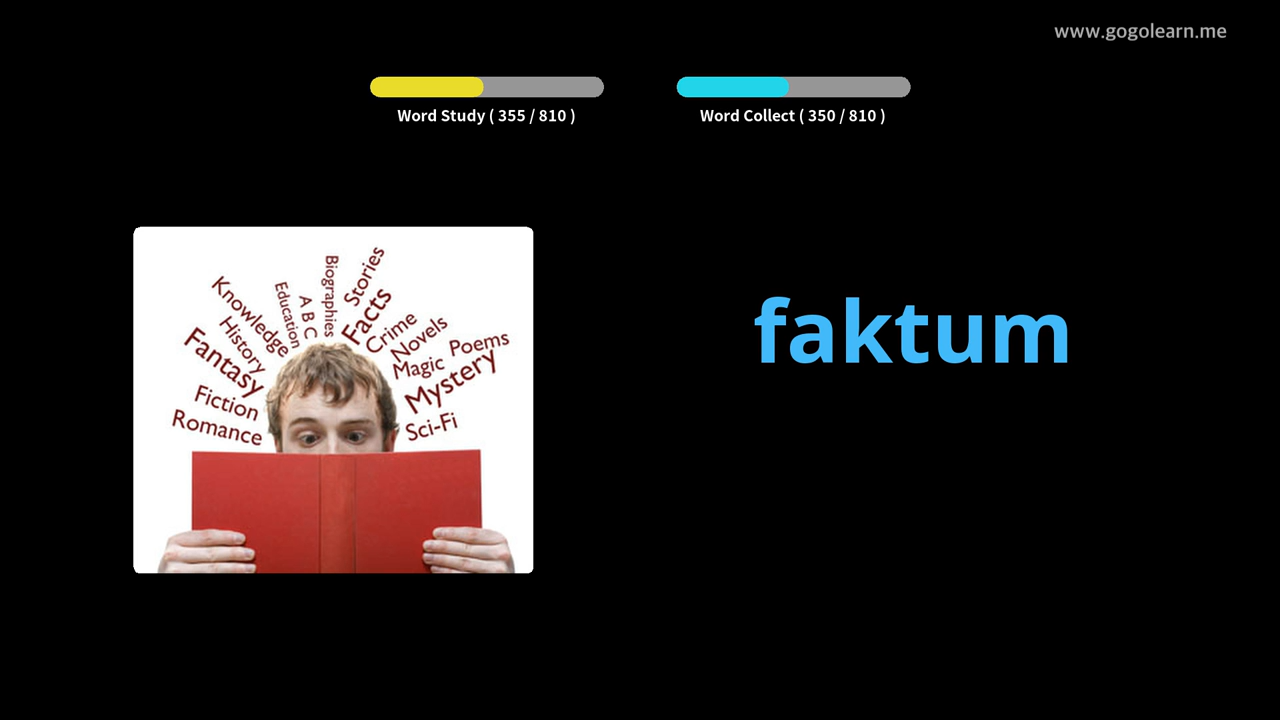 www.gogolearn.me
Word Study ( 355 / 810 )
Word Collect ( 350 / 810 )
faktum
Romance
Fiction
Fantasy
History
Knowledge
Education
A B C
Biographies
Stories
Facts
Crime
Novels
Magic
Poems
Mystery
Sci-Fi